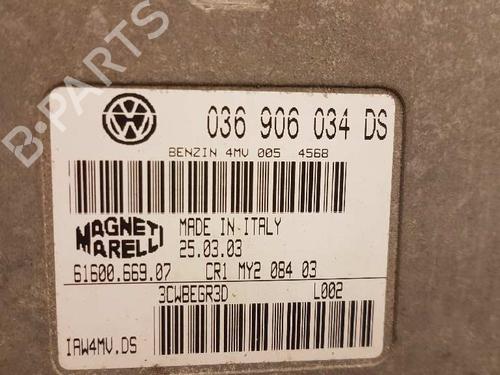 036 906 034 DS
BENZIN 4MV 005 4568
MAGNETI
MARELLI
MADE IN ITALY
25.03.03
61600.669.07 CR1 MY2 084 03
3CWBEGR3D L002
IAW4MV.DS
B-PARTS